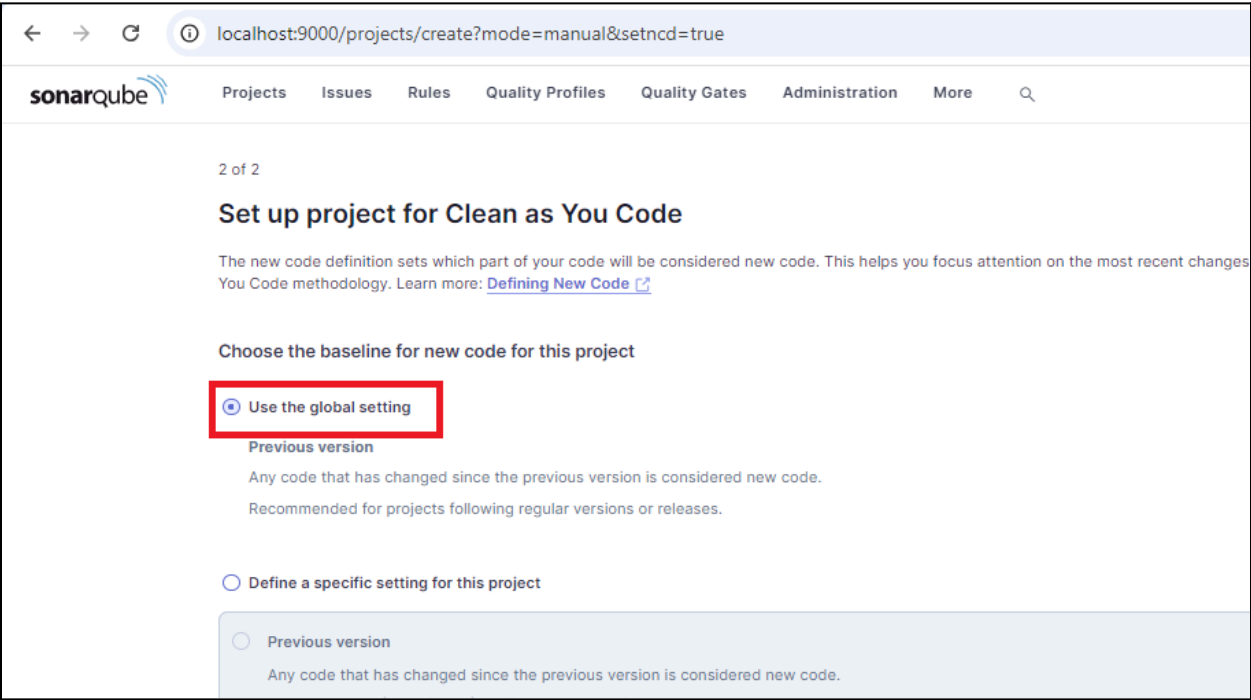 localhost:9000/projects/create?mode=manual&setncd=true
sonarqube Projects Issues Rules Quality Profiles Quality Gates Administration More
2 of 2
Set up project for Clean as You Code
The new code definition sets which part of your code will be considered new code. This helps you focus attention on the most recent changes
You Code methodology. Learn more: Defining New Code
Choose the baseline for new code for this project
Use the global setting
Previous version
Any code that has changed since the previous version is considered new code.
Recommended for projects following regular versions or releases.
Define a specific setting for this project
Previous version
Any code that has changed since the previous version is considered new code.